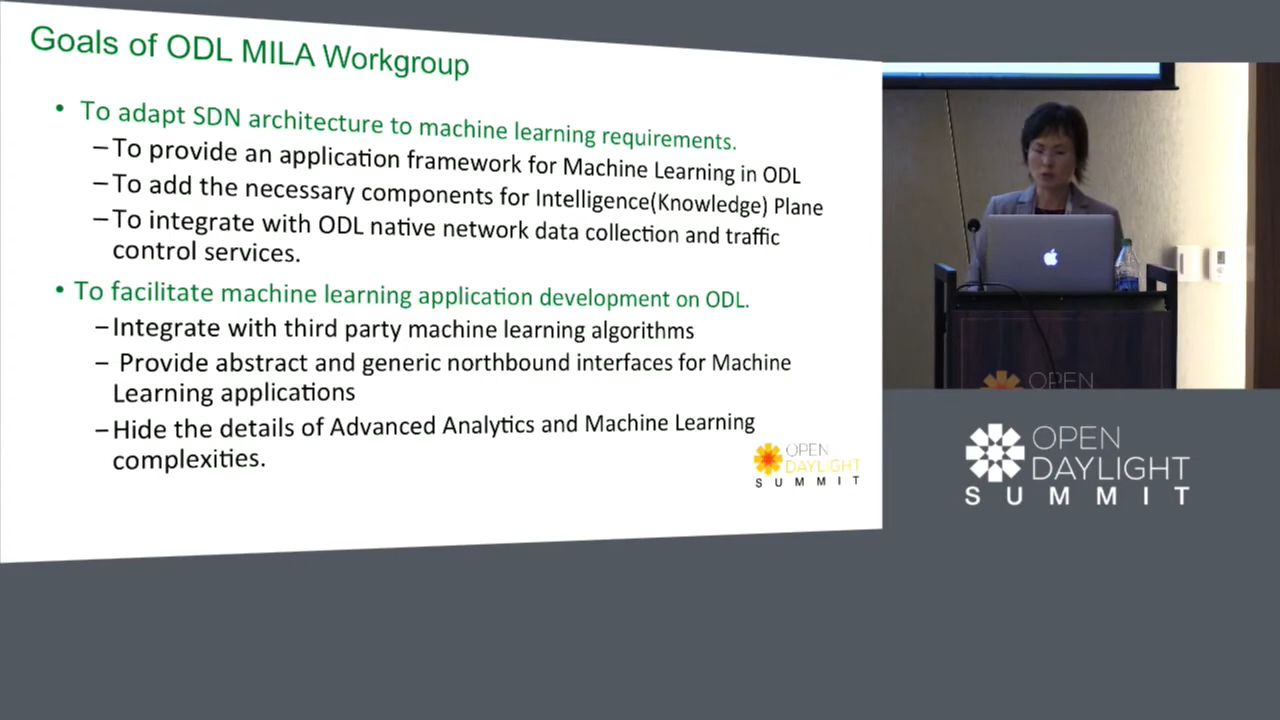 Goals of ODL MILA Workgroup
• To adapt SDN architecture to machine learning requirements.
–To provide an application framework for Machine Learning in ODL
–To add the necessary components for Intelligence(Knowledge) Plane
–To integrate with ODL native network data collection and traffic
control services.
• To facilitate machine learning application development on ODL.
–Integrate with third party machine learning algorithms
– Provide abstract and generic northbound interfaces for Machine
Learning applications
–Hide the details of Advanced Analytics and Machine Learning
complexities.
OPEN
DAYLIGHT
SUMMIT
OPEN
OPEN
DAYLIGHT
SUMMIT